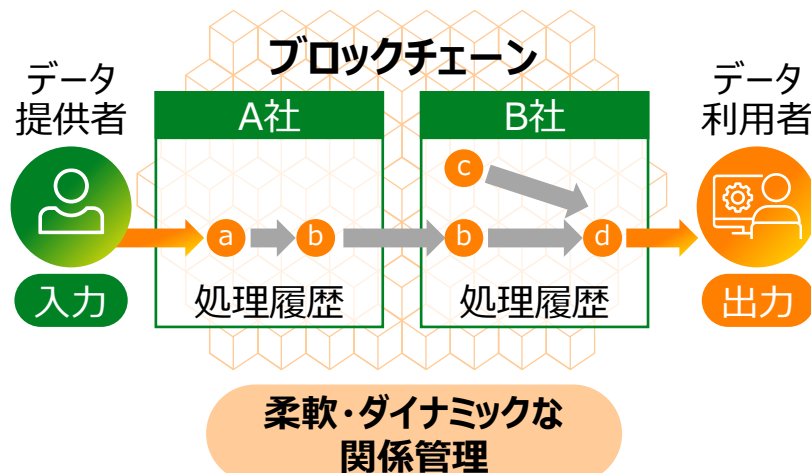 ブロックチェーン
データ
提供者
入力
A社
a
b
処理履歴
B社
c
b
d
処理履歴
データ
利用者
出力
柔軟・ダイナミックな
関係管理